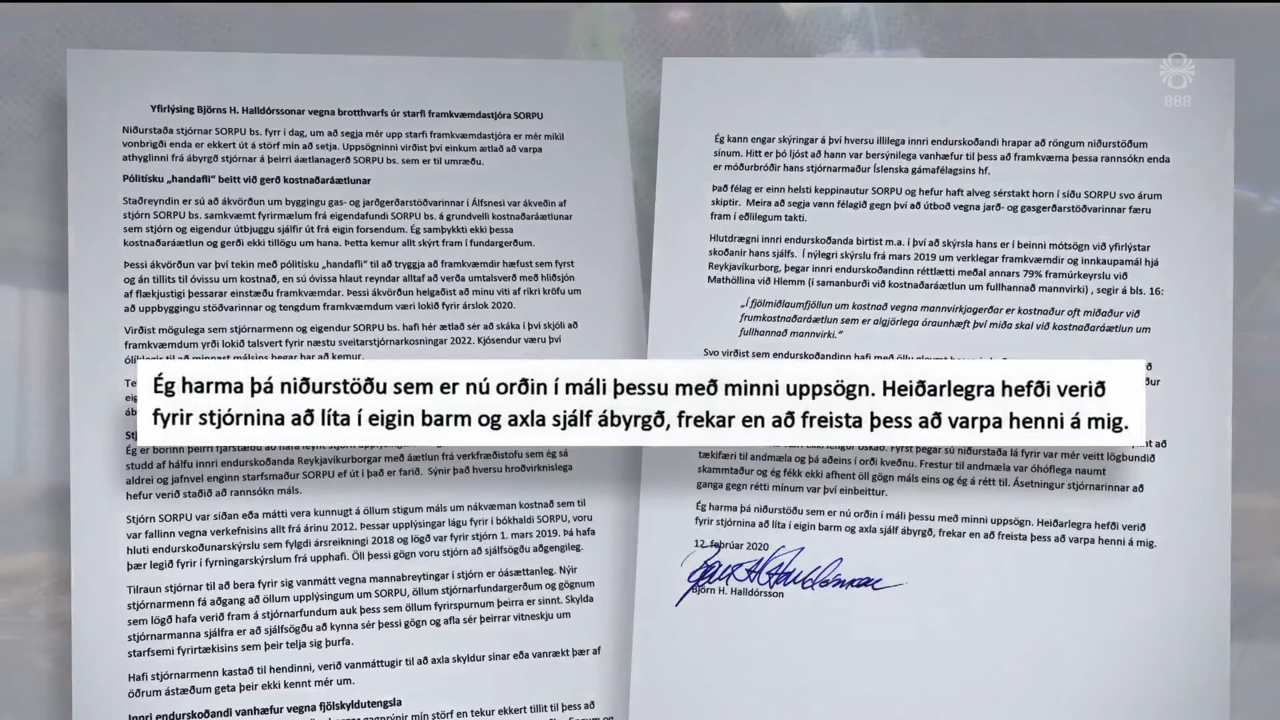 888
Yfirlýsing Björns H. Halldórssonar vegna brotthvarfs úr starfi framkvæmdastjóra SORPU
Niðurstaða stjórnar SORPU bs. fyrr í dag, um að segja mér upp starfi framkvæmdastjóra er mér mikil
vonbrigði enda er ekkert út á störf mín að setja. Uppsögninni virðist því einkum ætlað að varpa
athyglinni frá ábyrgð stjórnar á þeirri áætlanagerð SORPU bs. sem er til umræðu.
Pólitísku „handafli" beitt við gerð kostnaðaráætlunar
Staðreyndin er sú að ákvörðun um byggingu gas- og jarðgerðarstöðvarinnar í Álfsnesi var ákveðin af
stjórn SORPU bs. samkvæmt fyrirmælum frá eigendafundi SORPU bs. á grundvelli kostnaðaráætlunar
sem stjórn og eigendur útbjuggu sjálfir út frá eigin forsendum. Ég samþykkti ekki þessa
kostnaðaráætlun og gerði ekki tillögu um hana. Þetta kemur allt skýrt fram í fundargerðum.
Þessi ákvörðun var því tekin með pólitísku „handafli" til að tryggja að framkvæmdir hæfust sem fyrst
og án tillits til óvissu um kostnað, en sú óvissa hlaut reyndar alltaf að verða umtalsverð með hliðsjón
af flækjustigi þessarar einstæðu framkvæmdar. Þessi ákvörðun helgaðist að mínu viti af ríkri kröfu um
að uppbyggingu stöðvarinnar og tengdum framkvæmdum væri lokið fyrir árslok 2020.
Virðist mögulega sem stjórnarmenn og eigendur SORPU bs. hafi hér ætlað sér að skáka í því skjóli að
framkvæmdum yrði lokið talsvert fyrir næstu sveitarstjórnarkosningar 2022. Kjósendur væru því
ólíklegir til að minnast málsins þegar þar að kemur.
Ég harma þá niðurstöðu sem er nú orðin í máli þessu með minni uppsögn. Heiðarlegra hefði verið
fyrir stjórnina að líta í eigin barm og axla sjálf ábyrgð, frekar en að freista þess að varpa henni á mig.
studd af hálfu innri endurskoðanda Reykjavíkurborgar með áætlun frá verkfræðistofu sem ég sá
aldrei og jafnvel enginn starfsmaður SORPU ef út í það er farið. Sýnir það hversu hroðvirknislega
hefur verið staðið að rannsókn máls.
Stjórn SORPU var síðan eða mátti vera kunnugt á öllum stigum máls um nákvæman kostnað sem til
var fallinn vegna verkefnisins allt frá árinu 2012. Þessar upplýsingar lágu fyrir í bókhaldi SORPU, voru
hluti endurskoðunarskýrslu sem fylgdi ársreikningi 2018 og lögð var fyrir stjórn 1. mars 2019. Þá hafa
þær legið fyrir í fyrningarskýrslum frá upphafi. Öll þessi gögn voru stjórn að sjálfsögðu aðgengileg.
Tilraun stjórnar til að bera fyrir sig vanmátt vegna mannabreytingar í stjórn er óásættanleg. Nýir
stjórnarmenn fá aðgang að öllum upplýsingum um SORPU, öllum stjórnarfundargerðum og gögnum
sem lögð hafa verið fram á stjórnarfundum auk þess sem öllum fyrirspurnum þeirra er sinnt. Skylda
stjórnarmanna sjálfra er að sjálfsögðu að kynna sér þessi gögn og afla sér þeirrar vitneskju um
starfsemi fyrirtækisins sem þeir telja sig þurfa.
Hafi stjórnarmenn kastað til hendinni, verið vanmáttugir til að axla skyldur sínar eða vanrækt þær af
öðrum ástæðum geta þeir ekki kennt mér um.
Innri endurskoðandi vanhæfur vegna fjölskyldutengsla
gagnrýnir mín störf en tekur ekkert tillit til þess að
Ég kann engar skýringar á því hversu illilega innri endurskoðandi hrapar að röngum niðurstöðum
sínum. Hitt er þó ljóst að hann var bersýnilega vanhæfur til þess að framkvæma þessa rannsókn enda
er móðurbróðir hans stjórnarmaður Íslenska gámafélagsins hf.
Það félag er einn helsti keppinautur SORPU og hefur haft alveg sérstakt horn í síðu SORPU svo árum
skiptir. Meira að segja vann félagið gegn því að útboð vegna jarð- og gasgerðarstöðvarinnar færu
fram í eðlilegum takti.
Hlutdrægni innri endurskoðanda birtist m.a. í því að skýrsla hans er í beinni mótsögn við yfirlýstar
skoðanir hans sjálfs. Í nýlegri skýrslu frá mars 2019 um verklegar framkvæmdir og innkaupamál hjá
Reykjavíkurborg, þegar innri endurskoðandinn réttlætti meðal annars 79% framúrkeyrslu við
Mathöllina við Hlemm (í samanburði við kostnaðaráætlun um fullhannað mannvirki) , segir á bls. 16:
„Í fjölmiðlaumfjöllun um kostnað vegna mannvirkjagerðar er kostnaður oft miðaður við
frumkostnaðaráætlun sem er algjörlega óraunhæft því miða skal við kostnaðaráætlun um
fullhannað mannvirki."
Svo virðist sem endurskoðandinn hafi með öllu
tækifæri til andmæla og þá aðeins í orði kveðnu. Frestur til andmæla var óhóflega naumt
skammtaður og ég fékk ekki afhent öll gögn máls eins og ég á rétt til. Ásetningur stjórnarinnar að
ganga gegn rétti mínum var því einbeittur.
Ég harma þá niðurstöðu sem er nú orðin í máli þessu með minni uppsögn. Heiðarlegra hefði verið
fyrir stjórnina að líta í eigin barm og axla sjálf ábyrgð, frekar en að freista þess að varpa henni á mig.
12. febrúar 2020
Björn H. Halldórsson